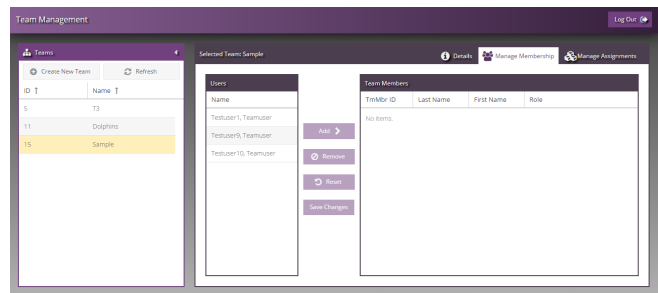 Team Management
Log Out
Teams
Create New Team
Refresh
ID ↑
Name ↑
5
T3
11
Dolphins
15
Sample
Selected Team: Sample
Details
Manage Membership
Manage Assignments
Users
Name
Testuser1, Teamuser
Testuser9, Teamuser
Testuser10, Teamuser
Add
Remove
Reset
Save Changes
Team Members
TmMbr ID
Last Name
First Name
Role
No items.